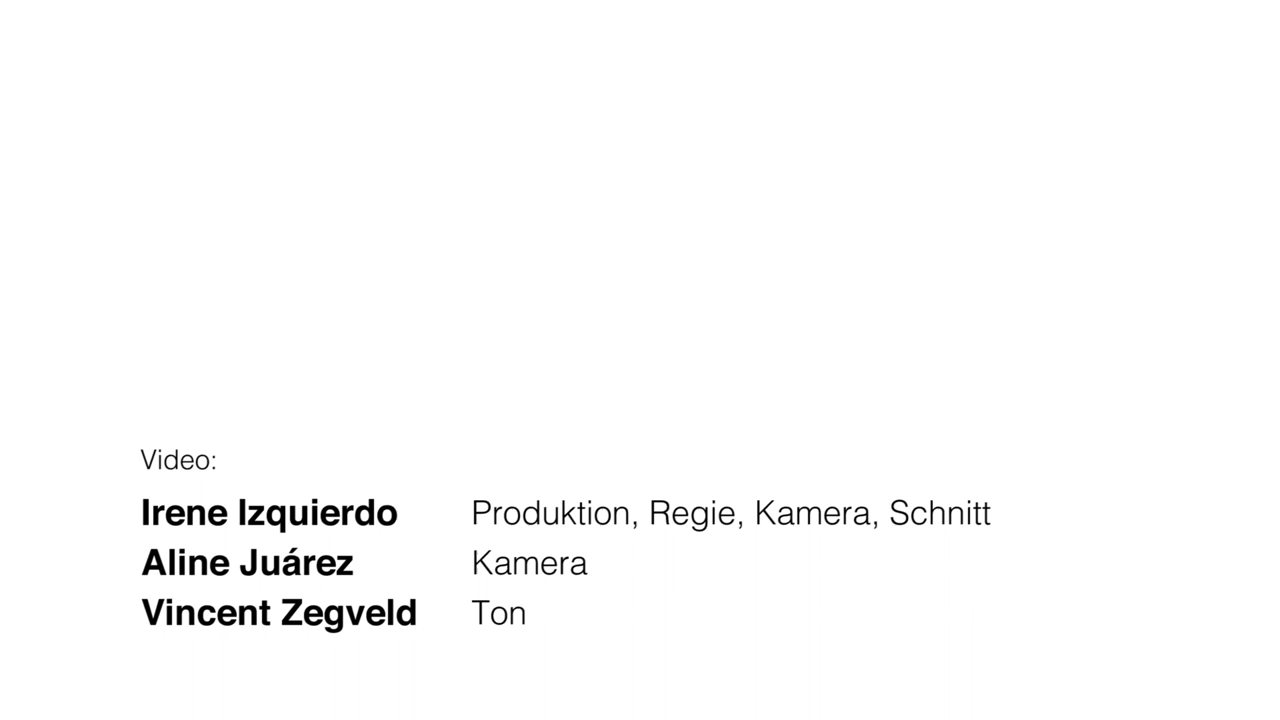 Video:
Irene Izquierdo Produktion, Regie, Kamera, Schnitt
Aline Juárez Kamera
Vincent Zegveld Ton